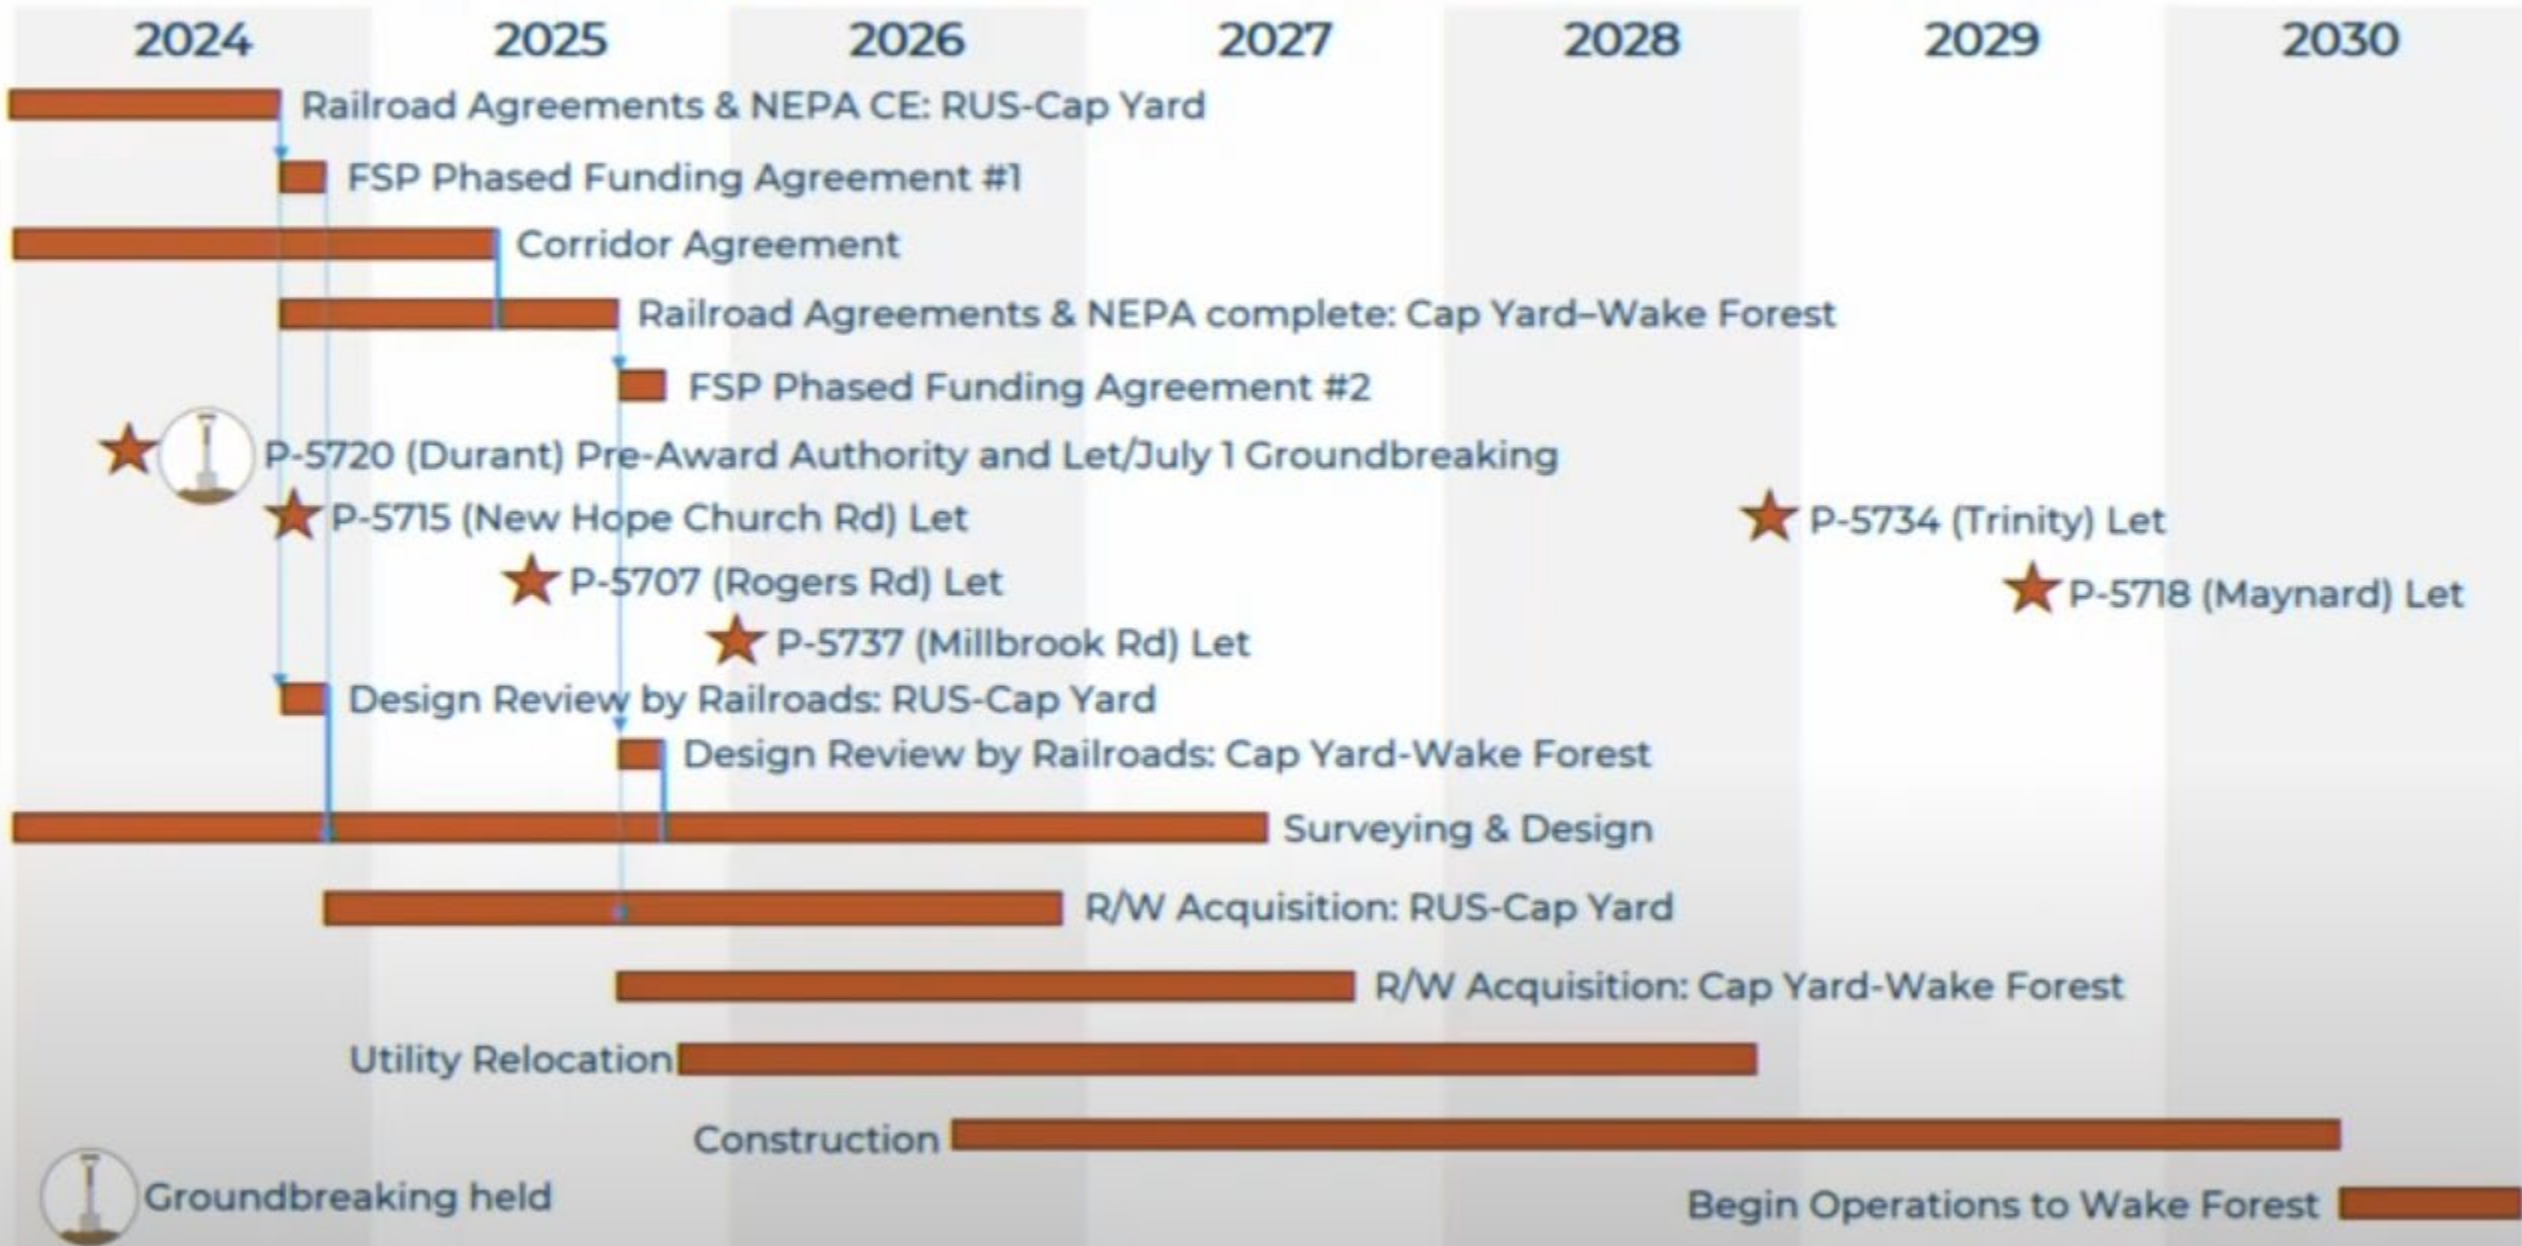 2024 2025 2026 2027 2028 2029 2030
Railroad Agreements & NEPA CE: RUS-Cap Yard
FSP Phased Funding Agreement #1
Corridor Agreement
Railroad Agreements & NEPA complete: Cap Yard–Wake Forest
FSP Phased Funding Agreement #2
P-5720 (Durant) Pre-Award Authority and Let/July 1 Groundbreaking
P-5715 (New Hope Church Rd) Let
P-5734 (Trinity) Let
P-5707 (Rogers Rd) Let
P-5718 (Maynard) Let
P-5737 (Millbrook Rd) Let
Design Review by Railroads: RUS-Cap Yard
Design Review by Railroads: Cap Yard-Wake Forest
Surveying & Design
R/W Acquisition: RUS-Cap Yard
R/W Acquisition: Cap Yard-Wake Forest
Utility Relocation
Construction
Groundbreaking held
Begin Operations to Wake Forest